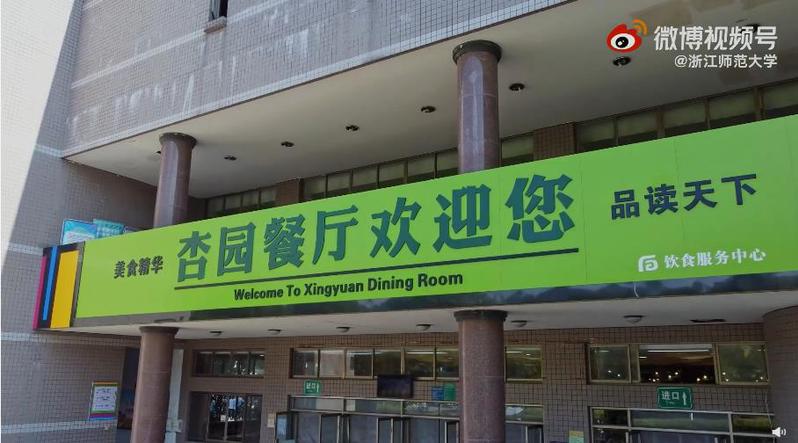 微博视频号
@浙江师范大学
美食精华
杏园餐厅欢迎您
品读天下
Welcome To Xingyuan Dining Room
饮食服务中心
进口
进口